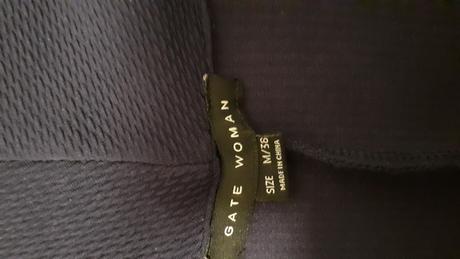 GATE WOMAN
SIZE M/36
MADE IN CHINA